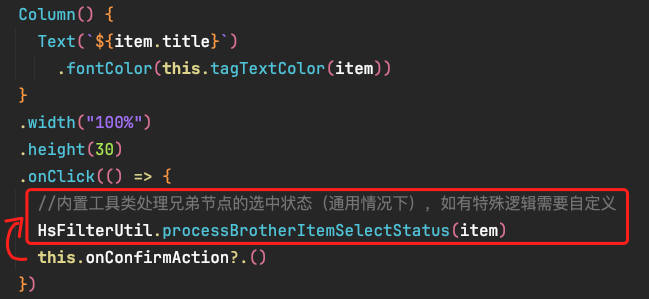 Column() {
Text(`${item.title}`)
.fontColor(this.tagTextColor(item))
}
.width("100%")
.height(30)
.onClick(() => {
//内置工具类处理兄弟节点的选中状态（通用情况下），如有特殊逻辑需要自定义
HsFilterUtil.processBrotherItemSelectStatus(item)
this.onConfirmAction?.()
})